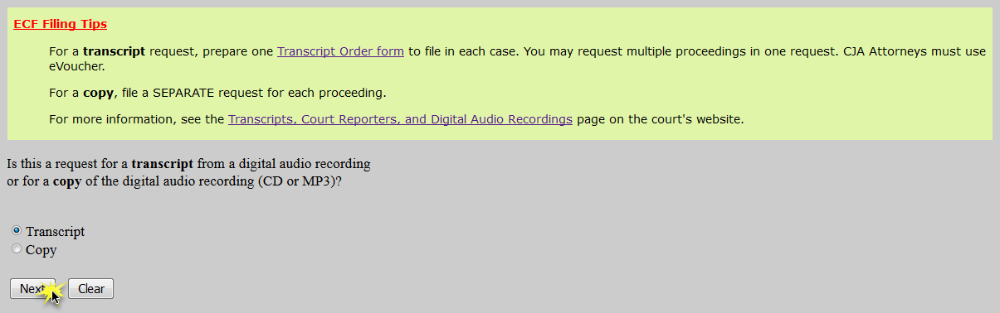 ECF Filing Tips
For a transcript request, prepare one Transcript Order form to file in each case. You may request multiple proceedings in one request. CJA Attorneys must use
eVoucher.
For a copy, file a SEPARATE request for each proceeding.
For more information, see the Transcripts, Court Reporters, and Digital Audio Recordings page on the court's website.
Is this a request for a transcript from a digital audio recording
or for a copy of the digital audio recording (CD or MP3)?
Transcript
Copy
Next Clear